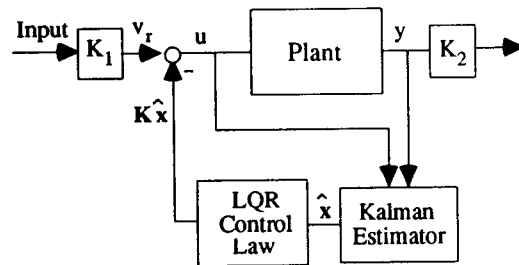 Input
K₁
vᵣ
u
Plant
y
K₂
-
Kx̂
LQR
Control
Law
x̂
Kalman
Estimator